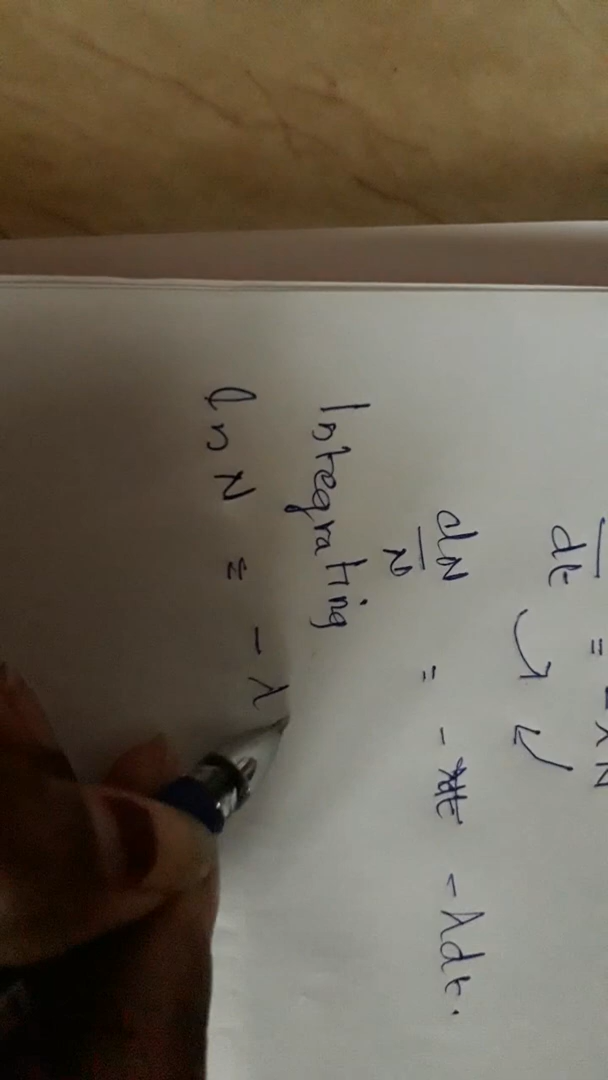 dt = - λN
dN/N = - λdt.
Integrating
ln N = - λ